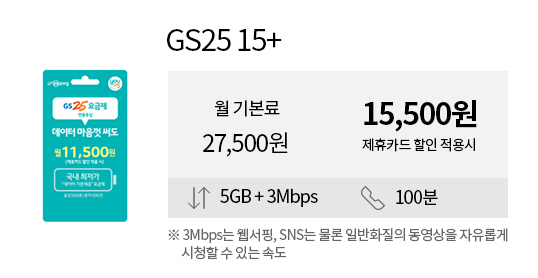 GS25 15+
GS25 요금제
데이터 마음껏 써도
월 11,500원
국내 최저가
월 기본료
27,500원
15,500원
제휴카드 할인 적용시
5GB + 3Mbps
100분
※ 3Mbps는 웹서핑, SNS는 물론 일반화질의 동영상을 자유롭게
시청할 수 있는 속도